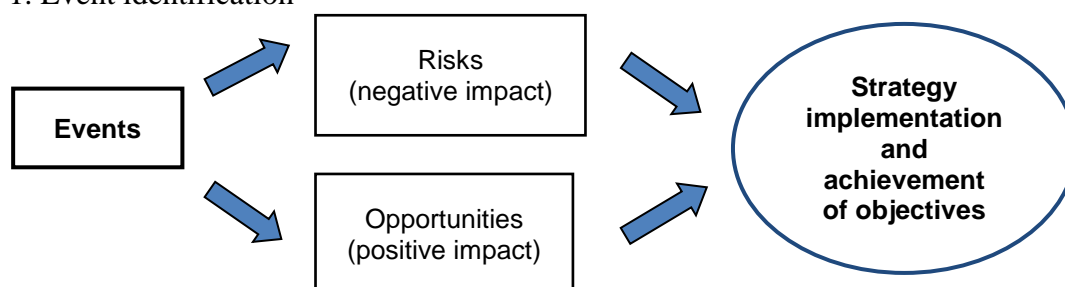 1. Event identification
Events
Risks
(negative impact)
Opportunities
(positive impact)
Strategy
implementation
and
achievement
of objectives